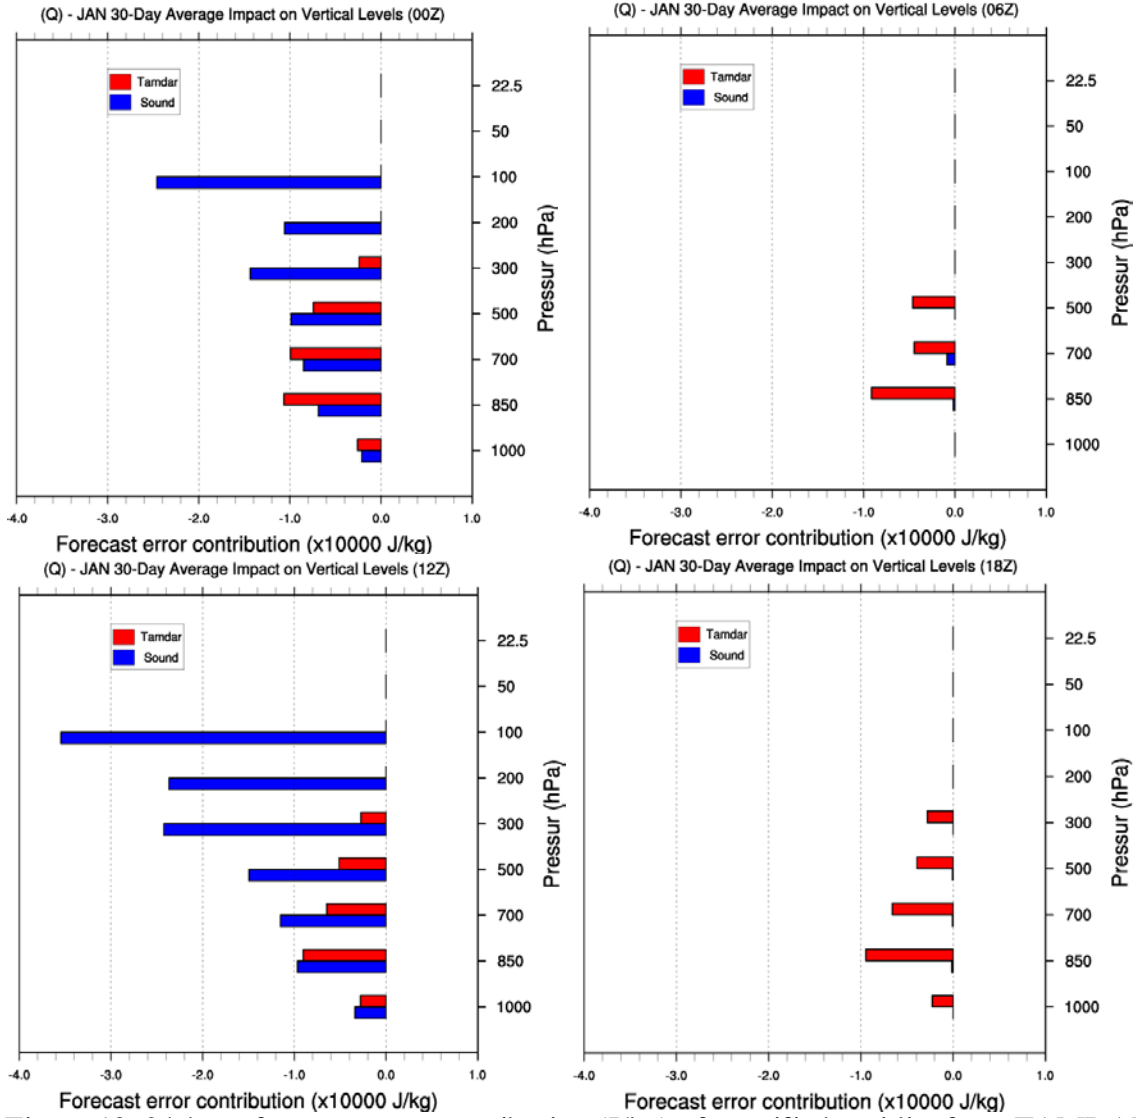 (Q) - JAN 30-Day Average Impact on Vertical Levels (00Z)
Tamdar
Sound
22.5
50
100
200
300
500
700
850
1000
Pressur (hPa)
-4.0 -3.0 -2.0 -1.0 0.0 1.0
Forecast error contribution (x10000 J/kg)
(Q) - JAN 30-Day Average Impact on Vertical Levels (06Z)
Tamdar
Sound
22.5
50
100
200
300
500
700
850
1000
Pressur (hPa)
-4.0 -3.0 -2.0 -1.0 0.0 1.0
Forecast error contribution (x10000 J/kg)
(Q) - JAN 30-Day Average Impact on Vertical Levels (12Z)
Tamdar
Sound
22.5
50
100
200
300
500
700
850
1000
Pressur (hPa)
-4.0 -3.0 -2.0 -1.0 0.0 1.0
Forecast error contribution (x10000 J/kg)
(Q) - JAN 30-Day Average Impact on Vertical Levels (18Z)
Tamdar
Sound
22.5
50
100
200
300
500
700
850
1000
Pressur (hPa)
-4.0 -3.0 -2.0 -1.0 0.0 1.0
Forecast error contribution (x10000 J/kg)